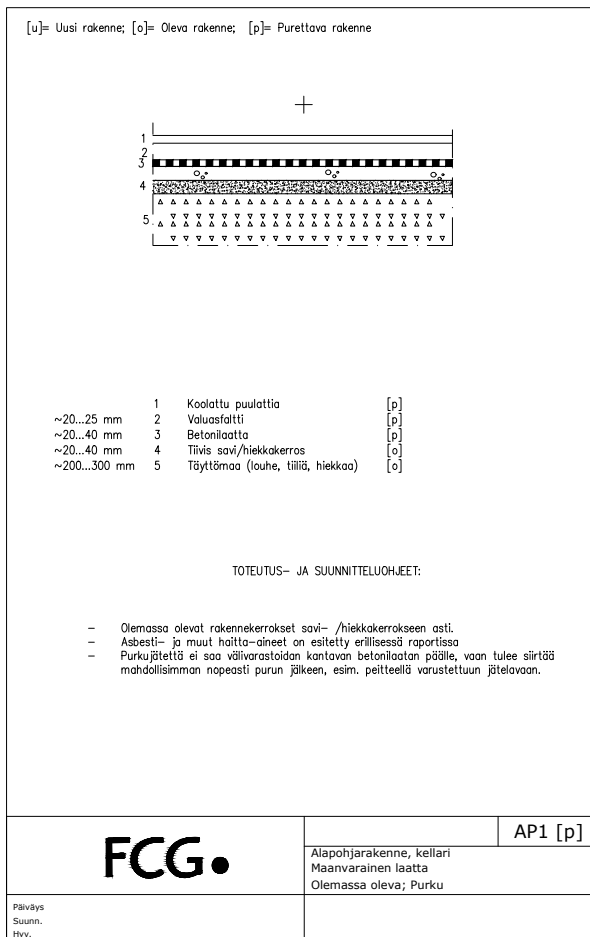 [u]= Uusi rakenne; [o]= Oleva rakenne; [p]= Purettava rakenne
1
2
3
4
5
1 Koolattu puulattia [p]
~20...25 mm 2 Valuasfaltti [p]
~20...40 mm 3 Betonilaatta [p]
~20...40 mm 4 Tiivis savi/hiekkakerros [o]
~200...300 mm 5 Täyttömaa (louhe, tiiliä, hiekkaa) [o]
TOTEUTUS- JA SUUNNITTELUOHJEET:
- Olemassa olevat rakennekerrokset savi- /hiekkakerrokseen asti.
- Asbesti- ja muut haitta-aineet on esitetty erillisessä raportissa
- Purkujätettä ei saa välivarastoidan kantavan betonilaatan päälle, vaan tulee siirtää
mahdollisimman nopeasti purun jälkeen, esim. peitteellä varustettuun jätelavaan.
FCG
AP1 [p]
Alapohjarakenne, kellari
Maanvarainen laatta
Olemassa oleva; Purku
Päiväys
Suunn.
Hyv.